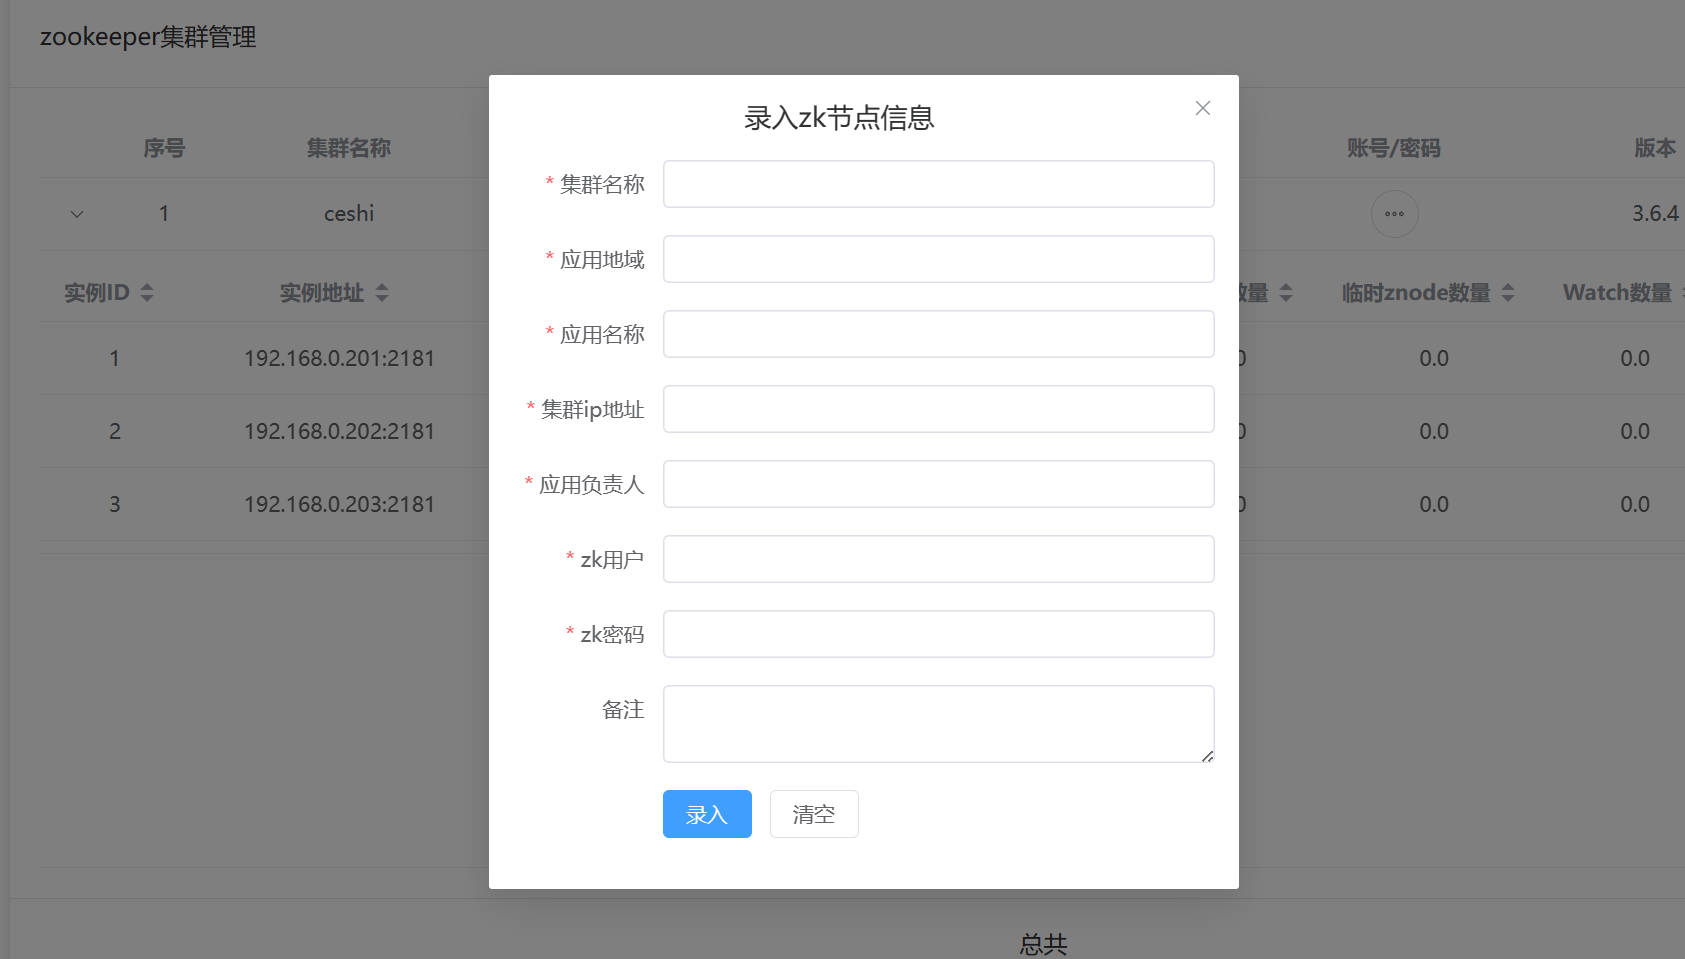 zookeeper集群管理
录入zk节点信息
序号 集群名称 账号/密码 版本
* 集群名称
1 ceshi 3.6.4
* 应用地域
实例ID 实例地址 数量 临时znode数量 Watch数量
* 应用名称
1 192.168.0.201:2181 0 0.0 0.0
* 集群ip地址
2 192.168.0.202:2181 0 0.0 0.0
* 应用负责人
3 192.168.0.203:2181 0 0.0 0.0
* zk用户
* zk密码
备注
录入 清空
总共